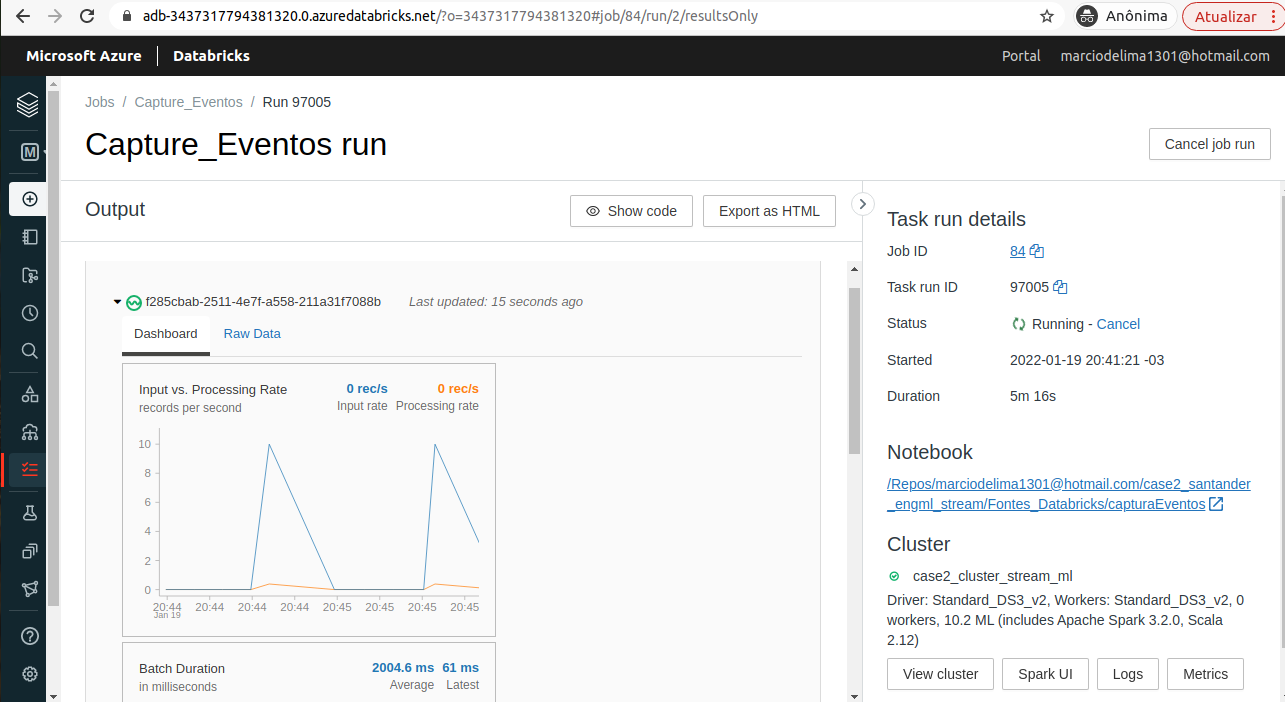 adb-3437317794381320.0.azuredatabricks.net/?o=3437317794381320#job/84/run/2/resultsOnly
Anônima
Atualizar
Microsoft Azure
Databricks
Portal
marciodelima1301@hotmail.com
Jobs / Capture_Eventos / Run 97005
Capture_Eventos run
Cancel job run
M
Output
Show code
Export as HTML
f285cbab-2511-4e7f-a558-211a31f7088b
Last updated: 15 seconds ago
Dashboard
Raw Data
Input vs. Processing Rate
records per second
0 rec/s
Input rate
0 rec/s
Processing rate
10
8
6
4
2
0
20:44 20:44 20:44 20:44 20:45 20:45 20:45 20:45
Jan 19
Batch Duration
in milliseconds
2004.6 ms
Average
61 ms
Latest
Task run details
Job ID 84
Task run ID 97005
Status Running - Cancel
Started 2022-01-19 20:41:21 -03
Duration 5m 16s
Notebook
/Repos/marciodelima1301@hotmail.com/case2_santander
_engml_stream/Fontes_Databricks/capturaEventos
Cluster
case2_cluster_stream_ml
Driver: Standard_DS3_v2, Workers: Standard_DS3_v2, 0
workers, 10.2 ML (includes Apache Spark 3.2.0, Scala
2.12)
View cluster
Spark UI
Logs
Metrics